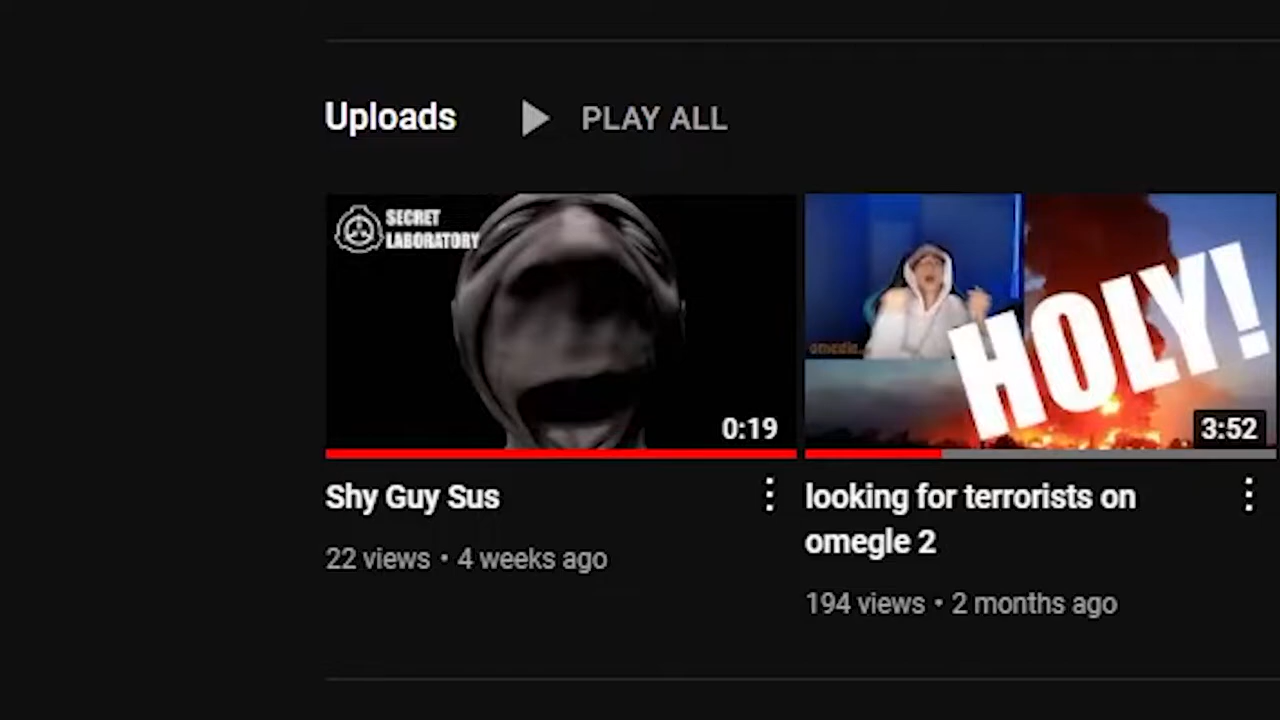 Uploads PLAY ALL
SECRET
LABORATORY
0:19
omegle
HOLY!
3:52
Shy Guy Sus
22 views • 4 weeks ago
looking for terrorists on
omegle 2
194 views • 2 months ago